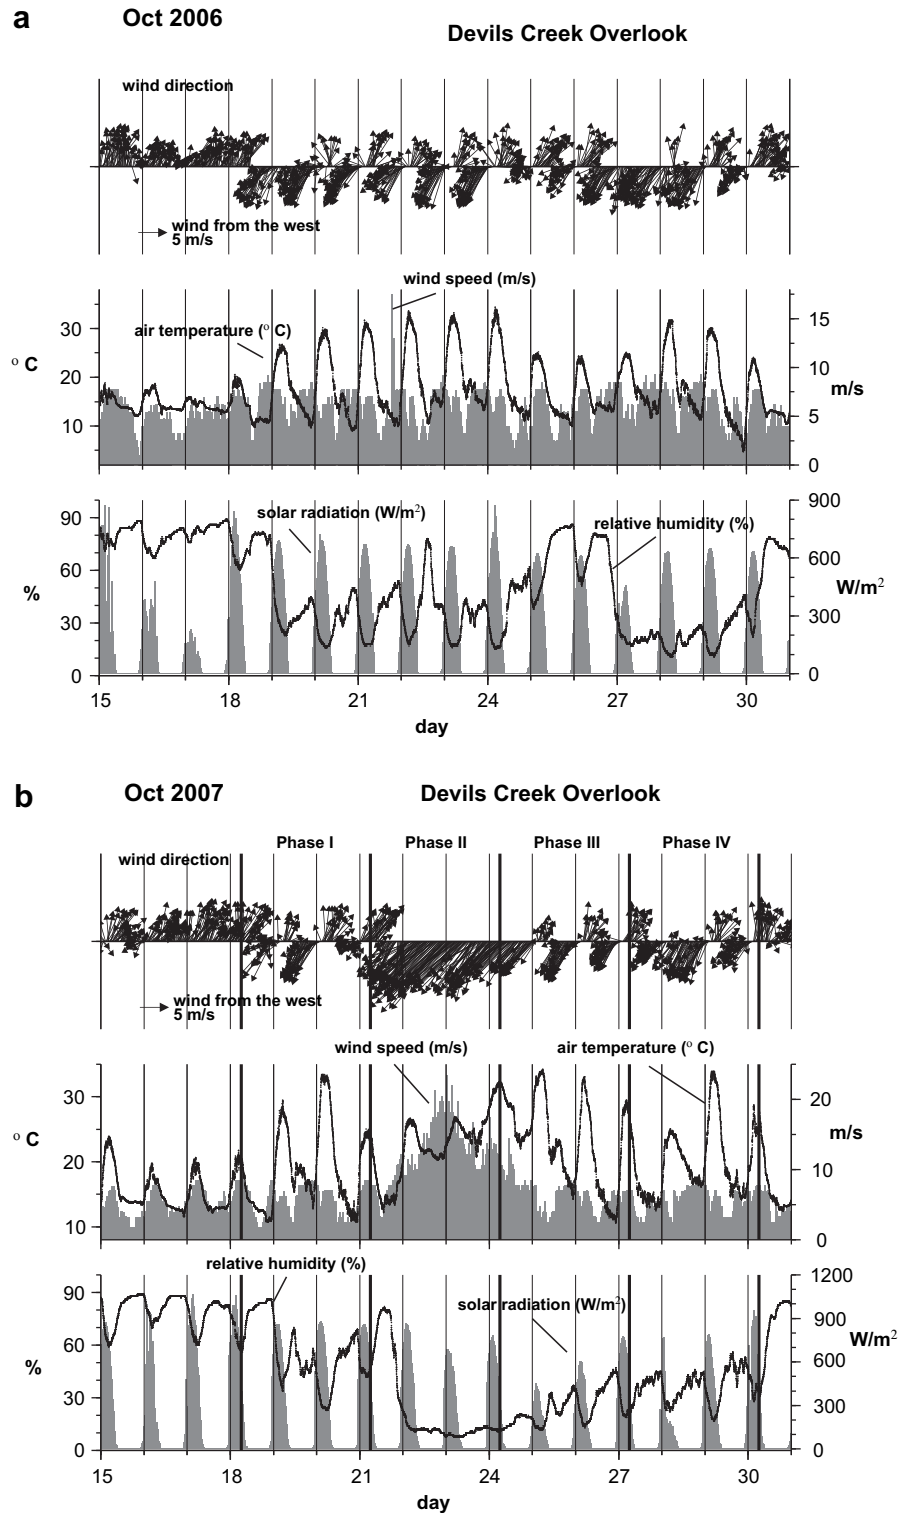 a
Oct 2006
Devils Creek Overlook
wind direction
wind from the west
5 m/s
wind speed (m/s)
air temperature (° C)
30
20
10
° C
15
10
5
0
m/s
solar radiation (W/m²)
relative humidity (%)
90
60
30
0
%
900
600
300
0
W/m²
15 18 21 24 27 30
day
b
Oct 2007
Devils Creek Overlook
Phase I Phase II Phase III Phase IV
wind direction
wind from the west
5 m/s
wind speed (m/s)
air temperature (° C)
30
20
10
° C
20
10
0
m/s
relative humidity (%)
solar radiation (W/m²)
90
60
30
0
%
1200
900
600
300
0
W/m²
15 18 21 24 27 30
day